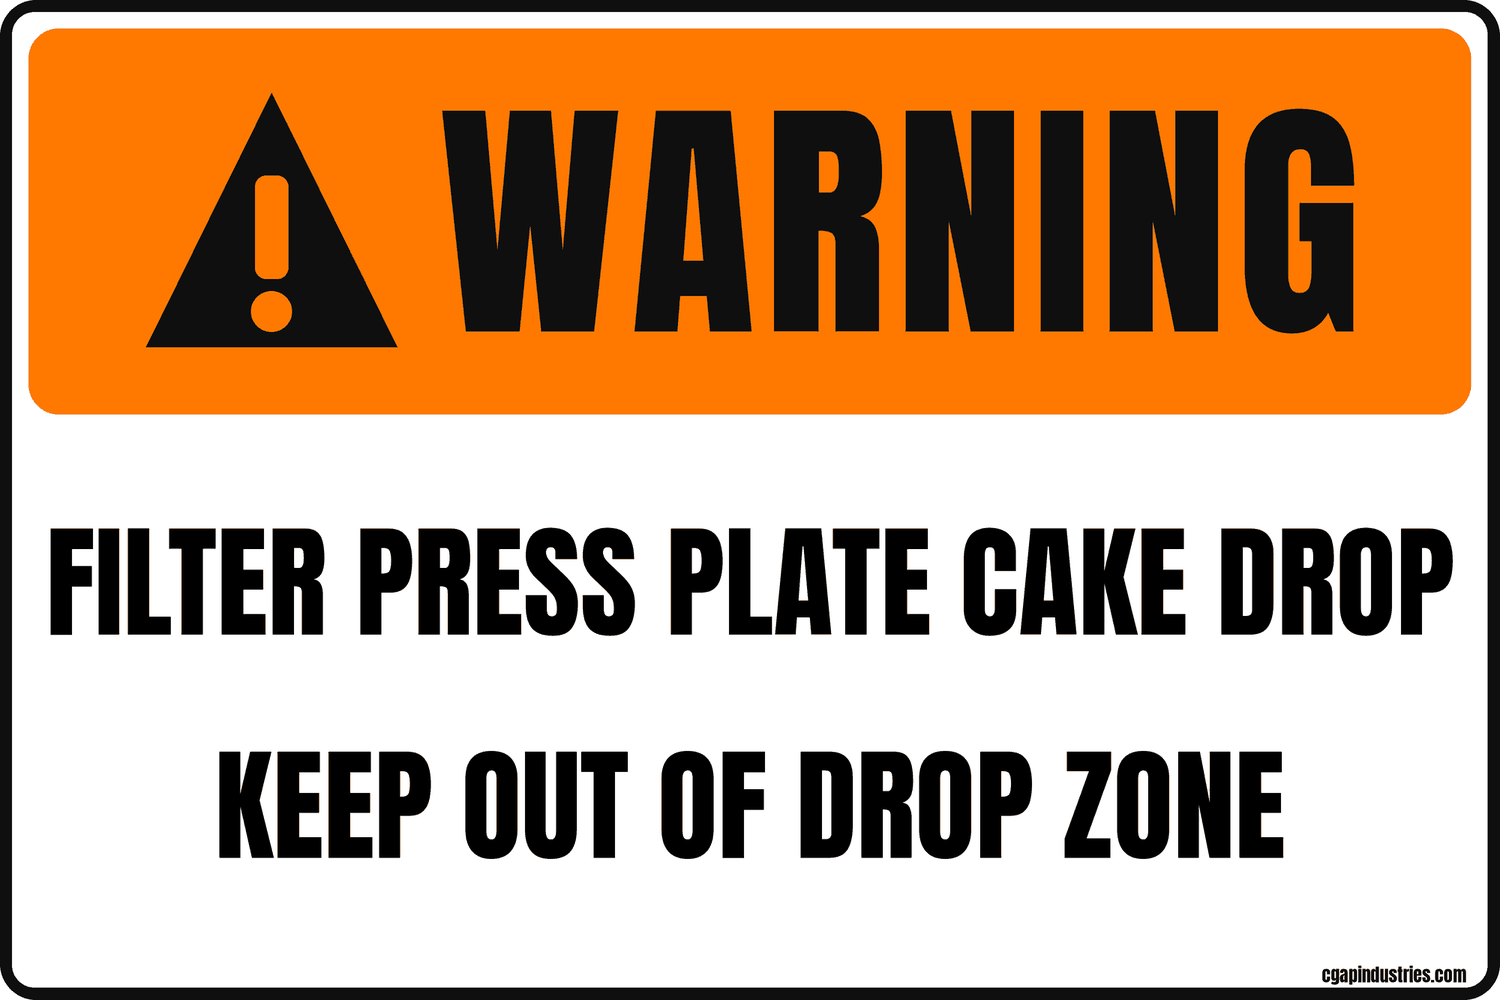 WARNING
FILTER PRESS PLATE CAKE DROP
KEEP OUT OF DROP ZONE
cgapindustries.com